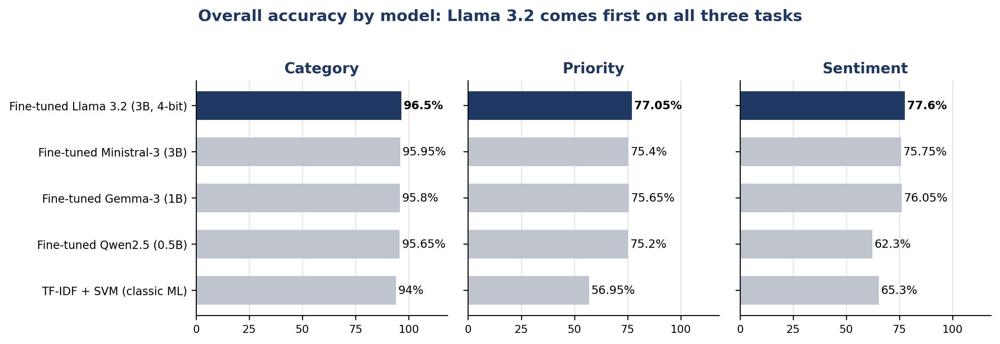 Overall accuracy by model: Llama 3.2 comes first on all three tasks
Category
Priority
Sentiment
Fine-tuned Llama 3.2 (3B, 4-bit)
96.5%
77.05%
77.6%
Fine-tuned Ministral-3 (3B)
95.95%
75.4%
75.75%
Fine-tuned Gemma-3 (1B)
95.8%
75.65%
76.05%
Fine-tuned Qwen2.5 (0.5B)
95.65%
75.2%
62.3%
TF-IDF + SVM (classic ML)
94%
56.95%
65.3%
0 25 50 75 100
0 25 50 75 100
0 25 50 75 100